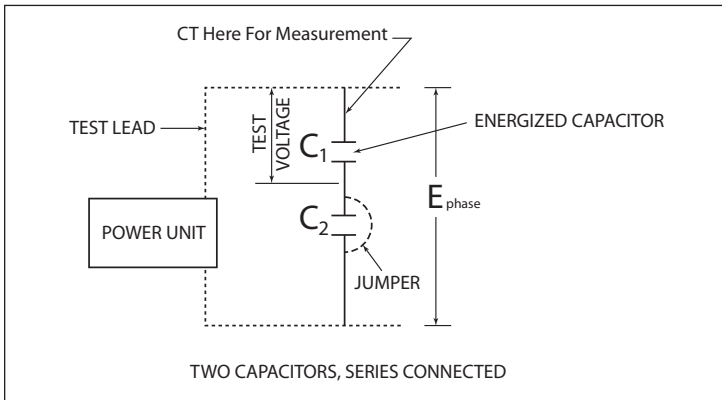 CT Here For Measurement
TEST LEAD
TEST
VOLTAGE
C1
ENERGIZED CAPACITOR
E phase
C2
POWER UNIT
JUMPER
TWO CAPACITORS, SERIES CONNECTED